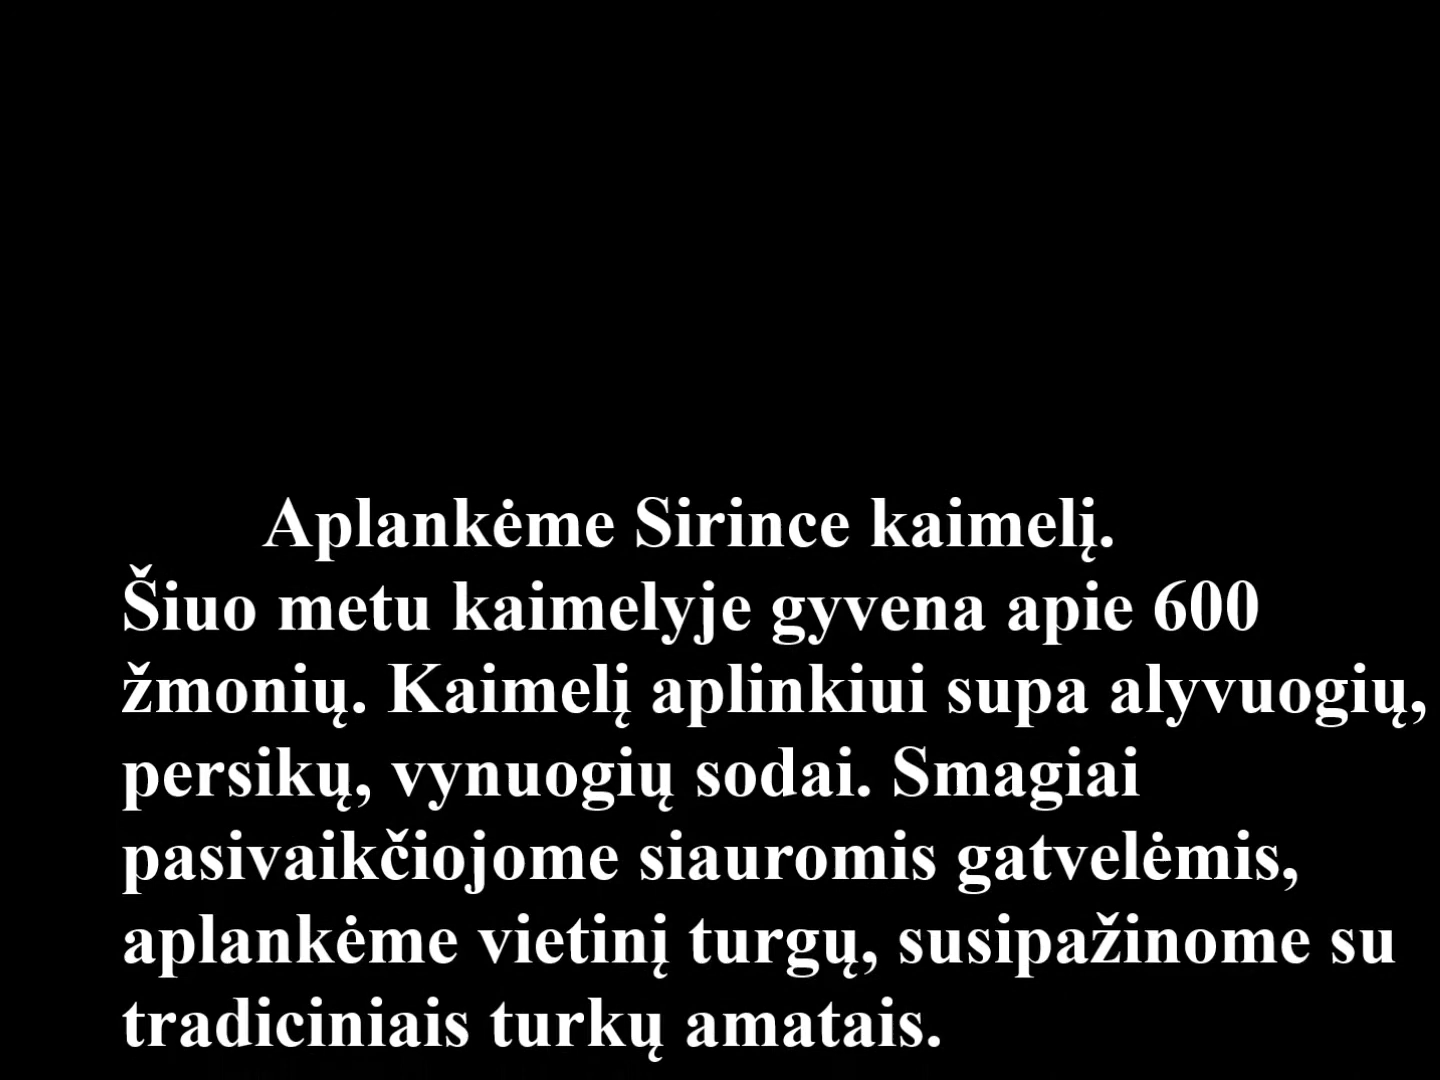 Aplankėme Sirince kaimelį.
Šiuo metu kaimelyje gyvena apie 600
žmonių. Kaimelį aplinkiui supa alyvuogių,
persikų, vynuogių sodai. Smagiai
pasivaikčiojome siauromis gatvelėmis,
aplankėme vietinį turgų, susipažinome su
tradiciniais turkų amatais.